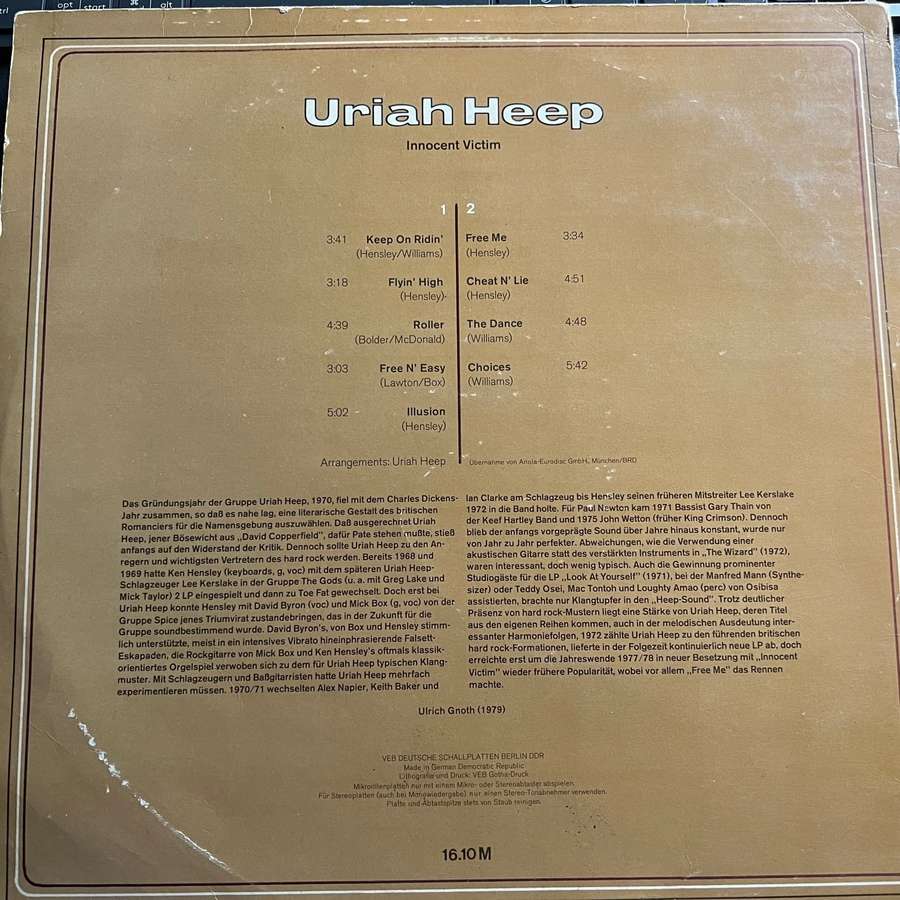 ctrl
opt
start
⌘
alt
Uriah Heep
Innocent Victim
1
3:41 Keep On Ridin'
(Hensley/Williams)
3:18 Flyin' High
(Hensley)
4:39 Roller
(Bolder/McDonald)
3:03 Free N' Easy
(Lawton/Box)
5:02 Illusion
(Hensley)
Arrangements: Uriah Heep
2
Free Me 3:34
(Hensley)
Cheat N' Lie 4:51
(Hensley)
The Dance 4:48
(Williams)
Choices 5:42
(Williams)
Übernahme von Ariola-Eurodisc GmbH, München/BRD
Das Gründungsjahr der Gruppe Uriah Heep, 1970, fiel mit dem Charles Dickens-
Jahr zusammen, so daß es nahe lag, eine literarische Gestalt des britischen
Romanciers für die Namensgebung auszuwählen. Daß ausgerechnet Uriah
Heep, jener Bösewicht aus „David Copperfield", dafür Pate stehen mußte, stieß
anfangs auf den Widerstand der Kritik. Dennoch sollte Uriah Heep zu den An-
regern und wichtigsten Vertretern des hard rock werden. Bereits 1968 und
1969 hatte Ken Hensley (keyboards, g, voc) mit dem späteren Uriah Heep-
Schlagzeuger Lee Kerslake in der Gruppe The Gods (u. a. mit Greg Lake und
Mick Taylor) 2 LP eingespielt und dann zu Toe Fat gewechselt. Doch erst bei
Uriah Heep konnte Hensley mit David Byron (voc) und Mick Box (g, voc) von der
Gruppe Spice jenes Triumvirat zustandebringen, das in der Zukunft für die
Gruppe soundbestimmend wurde. David Byron's, von Box und Hensley stimm-
lich unterstützte, meist in ein intensives Vibrato hineinphrasierende Falsett-
Eskapaden, die Rockgitarre von Mick Box und Ken Hensley's oftmals klassik-
orientiertes Orgelspiel verwoben sich zu dem für Uriah Heep typischen Klang-
muster. Mit Schlagzeugern und Baßgitarristen hatte Uriah Heep mehrfach
experimentieren müssen. 1970/71 wechselten Alex Napier, Keith Baker und
Ian Clarke am Schlagzeug bis Hensley seinen früheren Mitstreiter Lee Kerslake
1972 in die Band holte. Für Paul Newton kam 1971 Bassist Gary Thain von
der Keef Hartley Band und 1975 John Wetton (früher King Crimson). Dennoch
blieb der anfangs vorgeprägte Sound über Jahre hinaus konstant, wurde nur
von Jahr zu Jahr perfekter. Abweichungen, wie die Verwendung einer
akustischen Gitarre statt des verstärkten Instruments in „The Wizard" (1972),
waren interessant, doch wenig typisch. Auch die Gewinnung prominenter
Studiogäste für die LP „Look At Yourself" (1971), bei der Manfred Mann (Synthe-
sizer) oder Teddy Osei, Mac Tontoh und Loughty Amao (perc) von Osibisa
assistierten, brachte nur Klangtupfer in den „Heep-Sound". Trotz deutlicher
Präsenz von hard rock-Mustern liegt eine Stärke von Uriah Heep, deren Titel
aus den eigenen Reihen kommen, auch in der melodischen Ausdeutung inter-
essanter Harmoniefolgen, 1972 zählte Uriah Heep zu den führenden britischen
hard rock-Formationen, lieferte in der Folgezeit kontinuierlich neue LP ab, doch
erreichte erst um die Jahreswende 1977/78 in neuer Besetzung mit „Innocent
Victim" wieder frühere Popularität, wobei vor allem „Free Me" das Rennen
machte.
Ulrich Gnoth (1979)
VEB DEUTSCHE SCHALLPLATTEN BERLIN DDR
Made in German Democratic Republic
Lithografie und Druck: VEB Gotha-Druck
Mikrorillenplatten nur mit einem Mikro- oder Stereoabtaster abspielen.
Für Stereoplatten (auch bei Monowiedergabe) nur einen Stereo-Tonabnehmer verwenden.
Platte und Abtastspitze stets von Staub reinigen.
16.10 M